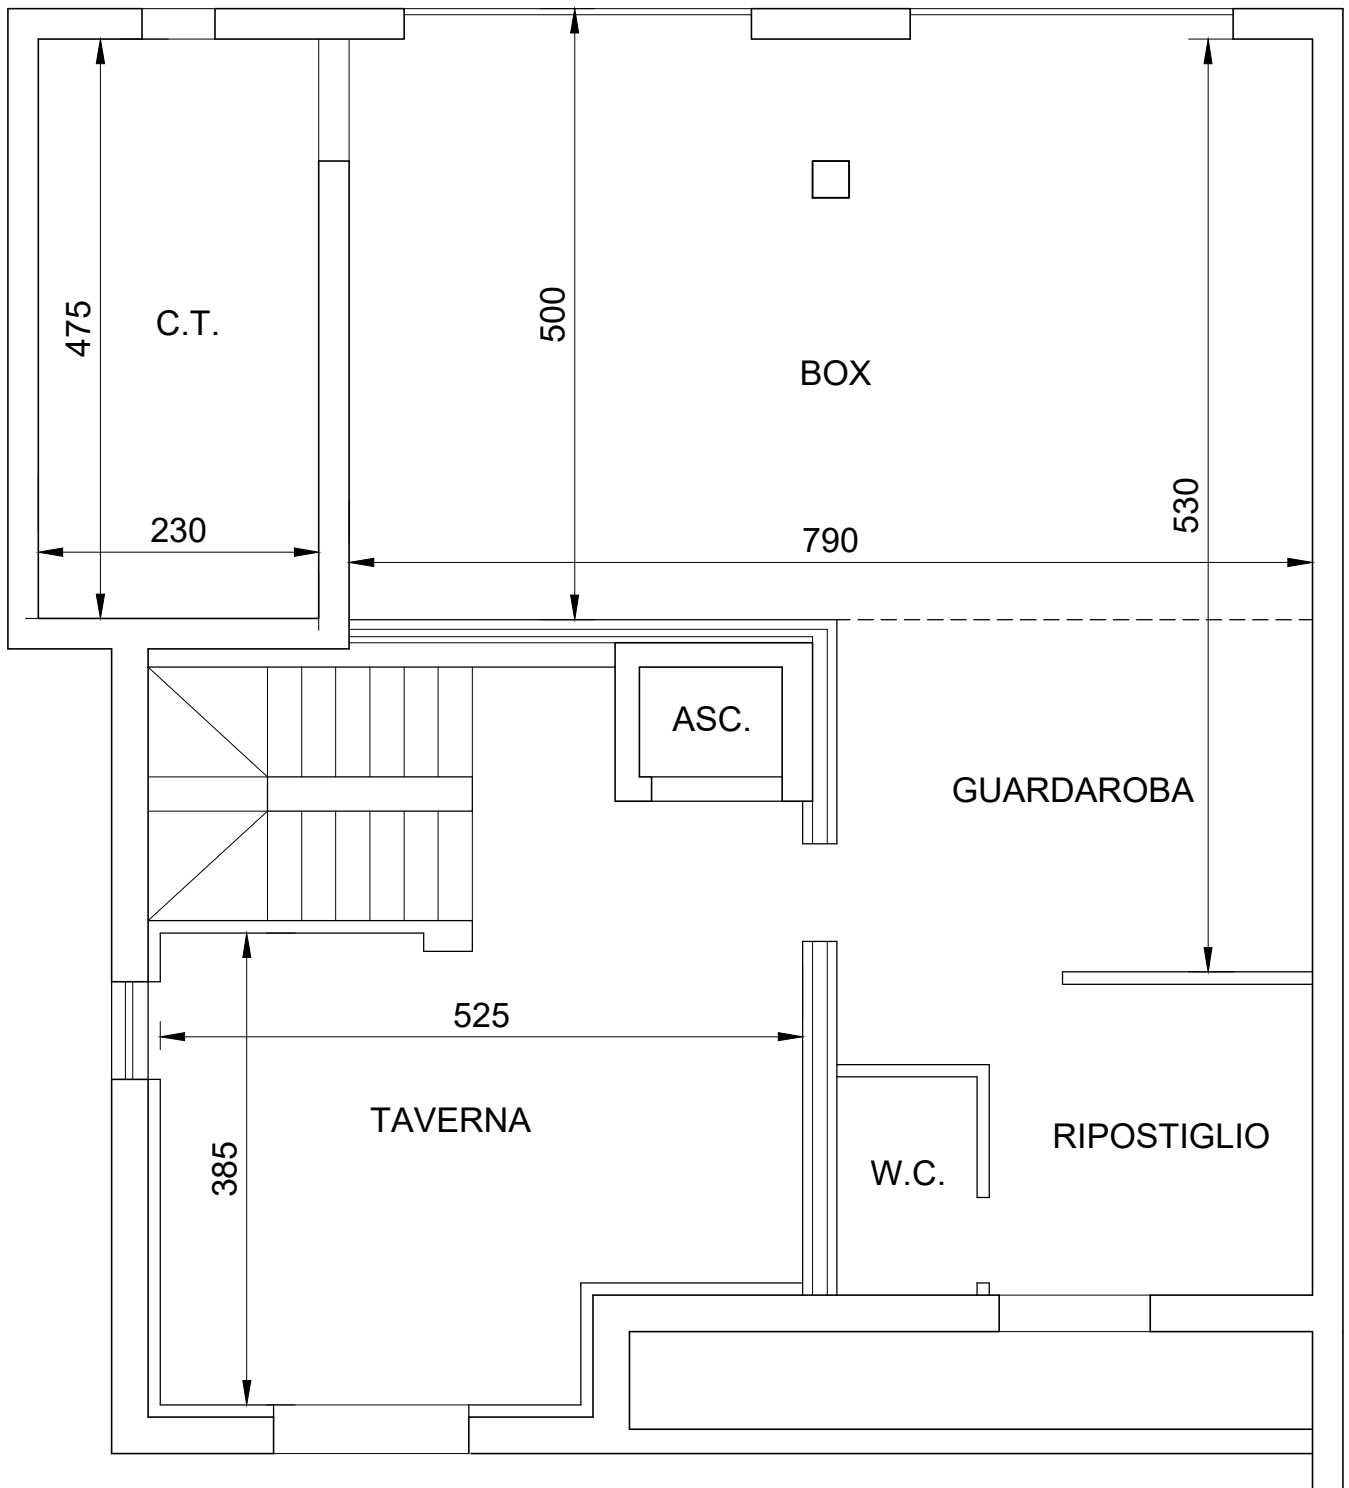 475
C.T.
500
BOX
530
230
790
ASC.
GUARDAROBA
525
TAVERNA
385
W.C.
RIPOSTIGLIO